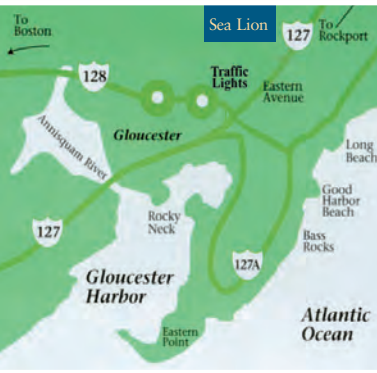 To
Boston
Sea Lion
127
To
Rockport
128
Traffic
Lights
Eastern
Avenue
Annisquam River
Gloucester
Long
Beach
Good
Harbor
Beach
Rocky
Neck
127
Bass
Rocks
127A
Gloucester
Harbor
Atlantic
Ocean
Eastern
Point